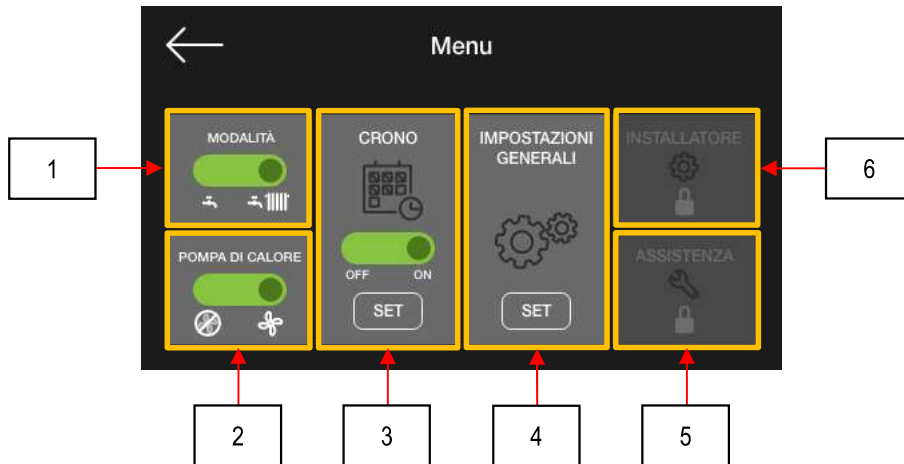 Menu
1
MODALITÀ
POMPA DI CALORE
CRONO
OFF ON
SET
IMPOSTAZIONI
GENERALI
SET
INSTALLATORE
ASSISTENZA
6
2
3
4
5